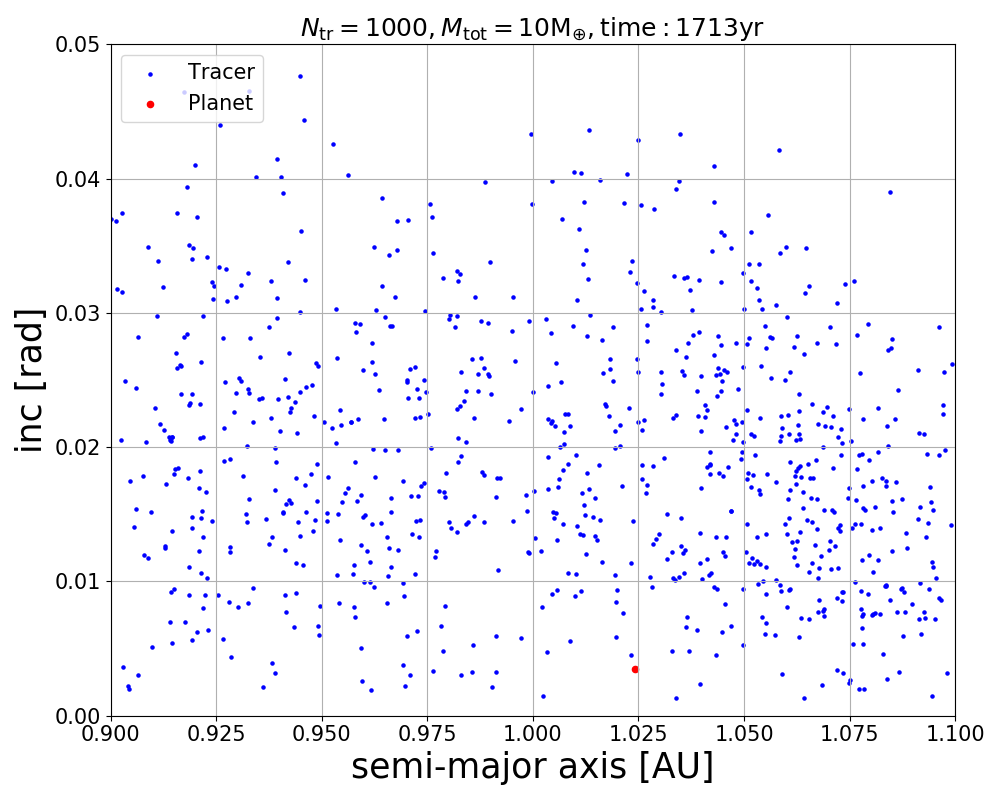 N_tr = 1000, M_tot = 10M_⊕, time : 1713yr
Tracer
Planet
0.05
0.04
0.03
0.02
0.01
0.00
inc [rad]
0.900 0.925 0.950 0.975 1.000 1.025 1.050 1.075 1.100
semi-major axis [AU]